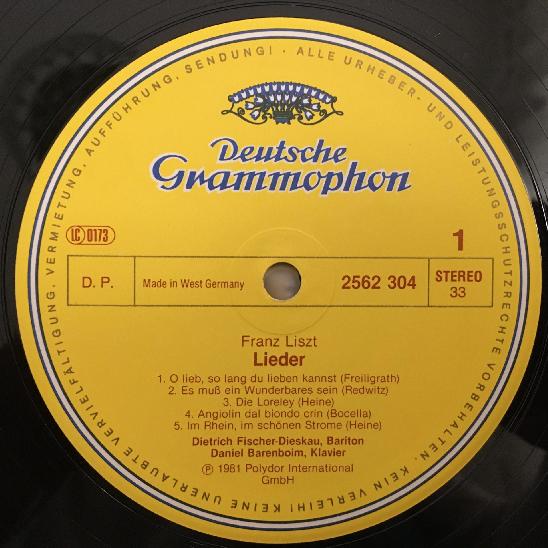 ALLE URHEBER- UND LEISTUNGSSCHUTZRECHTE VORBEHALTEN. KEIN VERLEIH! KEINE UNERLAUBTE VERVIELFÄLTIGUNG, VERMIETUNG, AUFFÜHRUNG, SENDUNG! ·
Deutsche
Grammophon
LC 0173
1
D. P.
Made in West Germany
2562 304
STEREO
33
Franz Liszt
Lieder
1. O lieb, so lang du lieben kannst (Freiligrath)
2. Es muß ein Wunderbares sein (Redwitz)
3. Die Loreley (Heine)
4. Angiolin dal biondo crin (Bocella)
5. Im Rhein, im schönen Strome (Heine)
Dietrich Fischer-Dieskau, Bariton
Daniel Barenboim, Klavier
Ⓟ 1981 Polydor International
GmbH